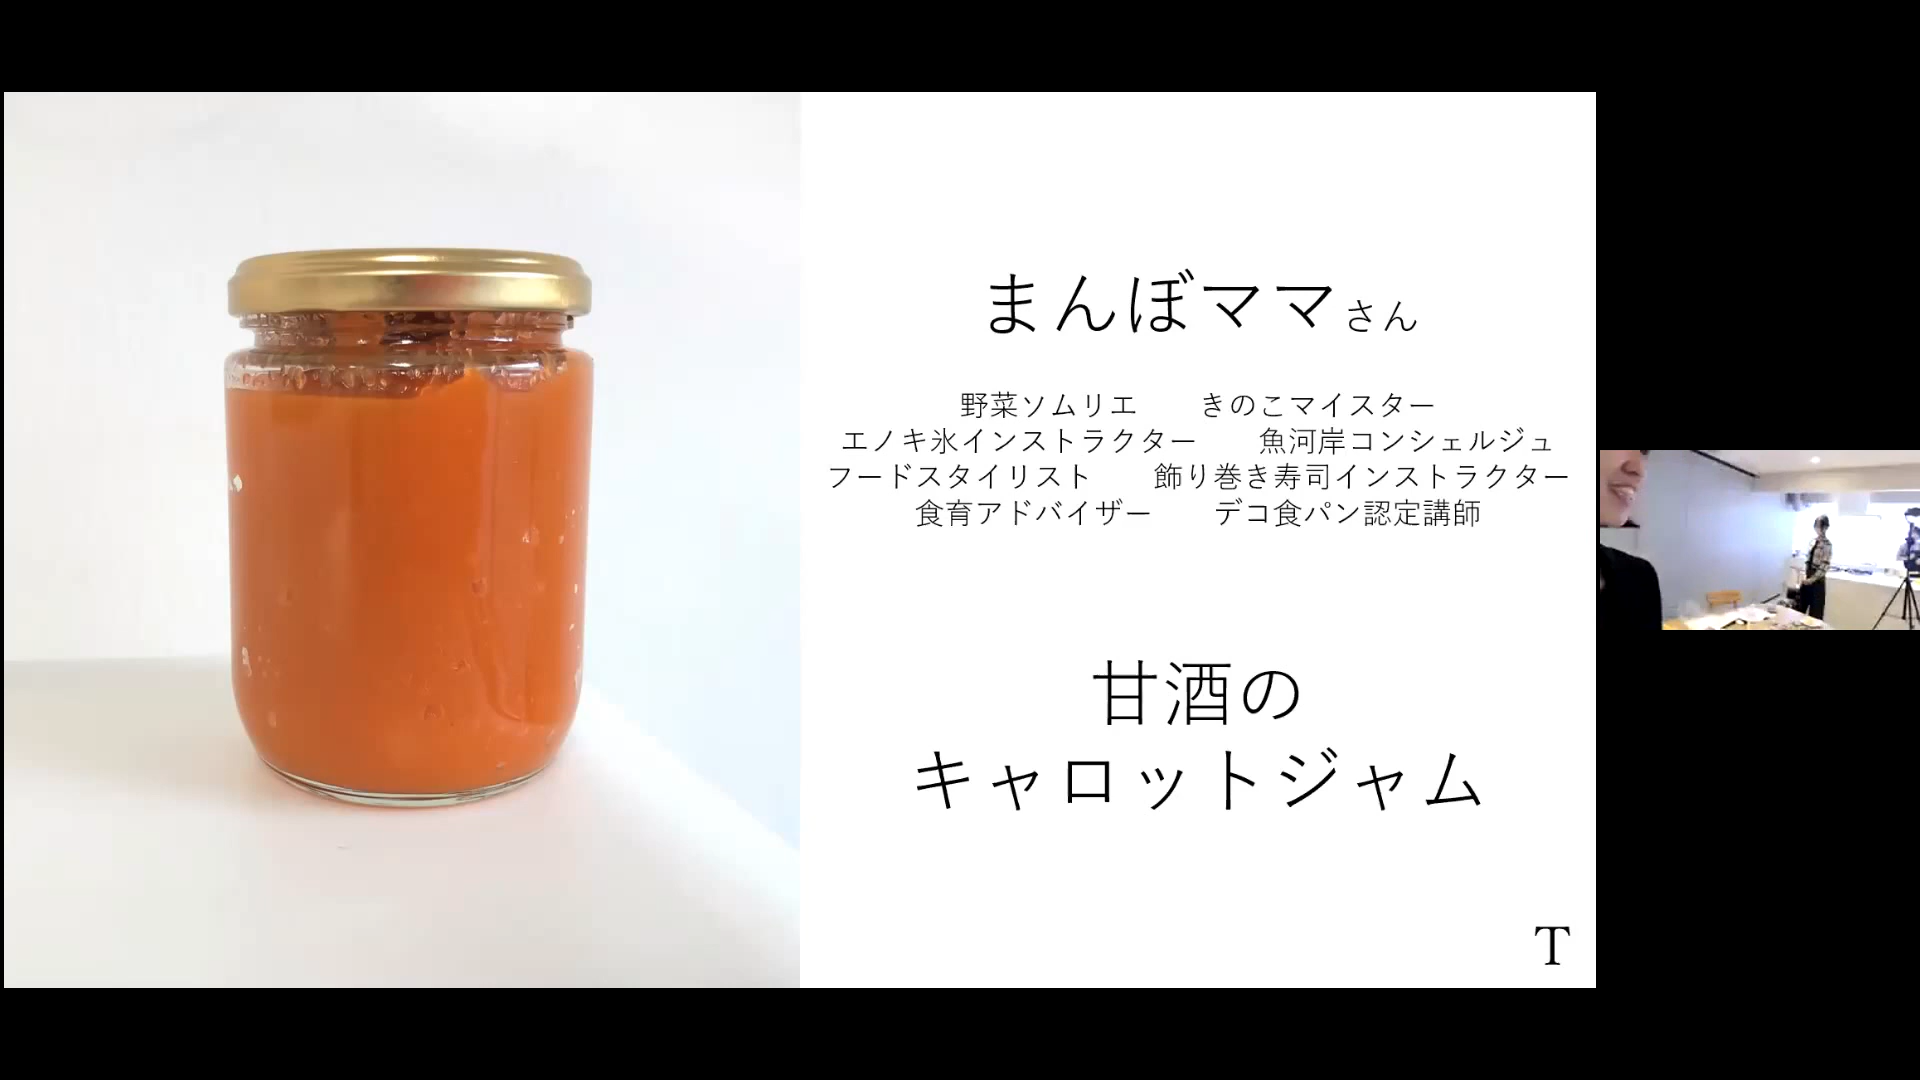 まんぼママさん
野菜ソムリエ　　きのこマイスター
エノキ氷インストラクター　　魚河岸コンシェルジュ
フードスタイリスト　　飾り巻き寿司インストラクター
食育アドバイザー　　デコ食パン認定講師
甘酒の
キャロットジャム
T